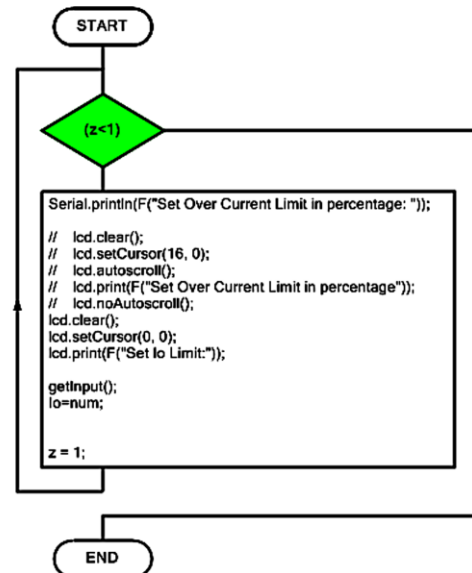 START
(z<1)
Serial.println(F("Set Over Current Limit in percentage: "));
// lcd.clear();
// lcd.setCursor(16, 0);
// lcd.autoscroll();
// lcd.print(F("Set Over Current Limit in percentage"));
// lcd.noAutoscroll();
lcd.clear();
lcd.setCursor(0, 0);
lcd.print(F("Set Io Limit:"));
getInput();
Io=num;
z = 1;
END